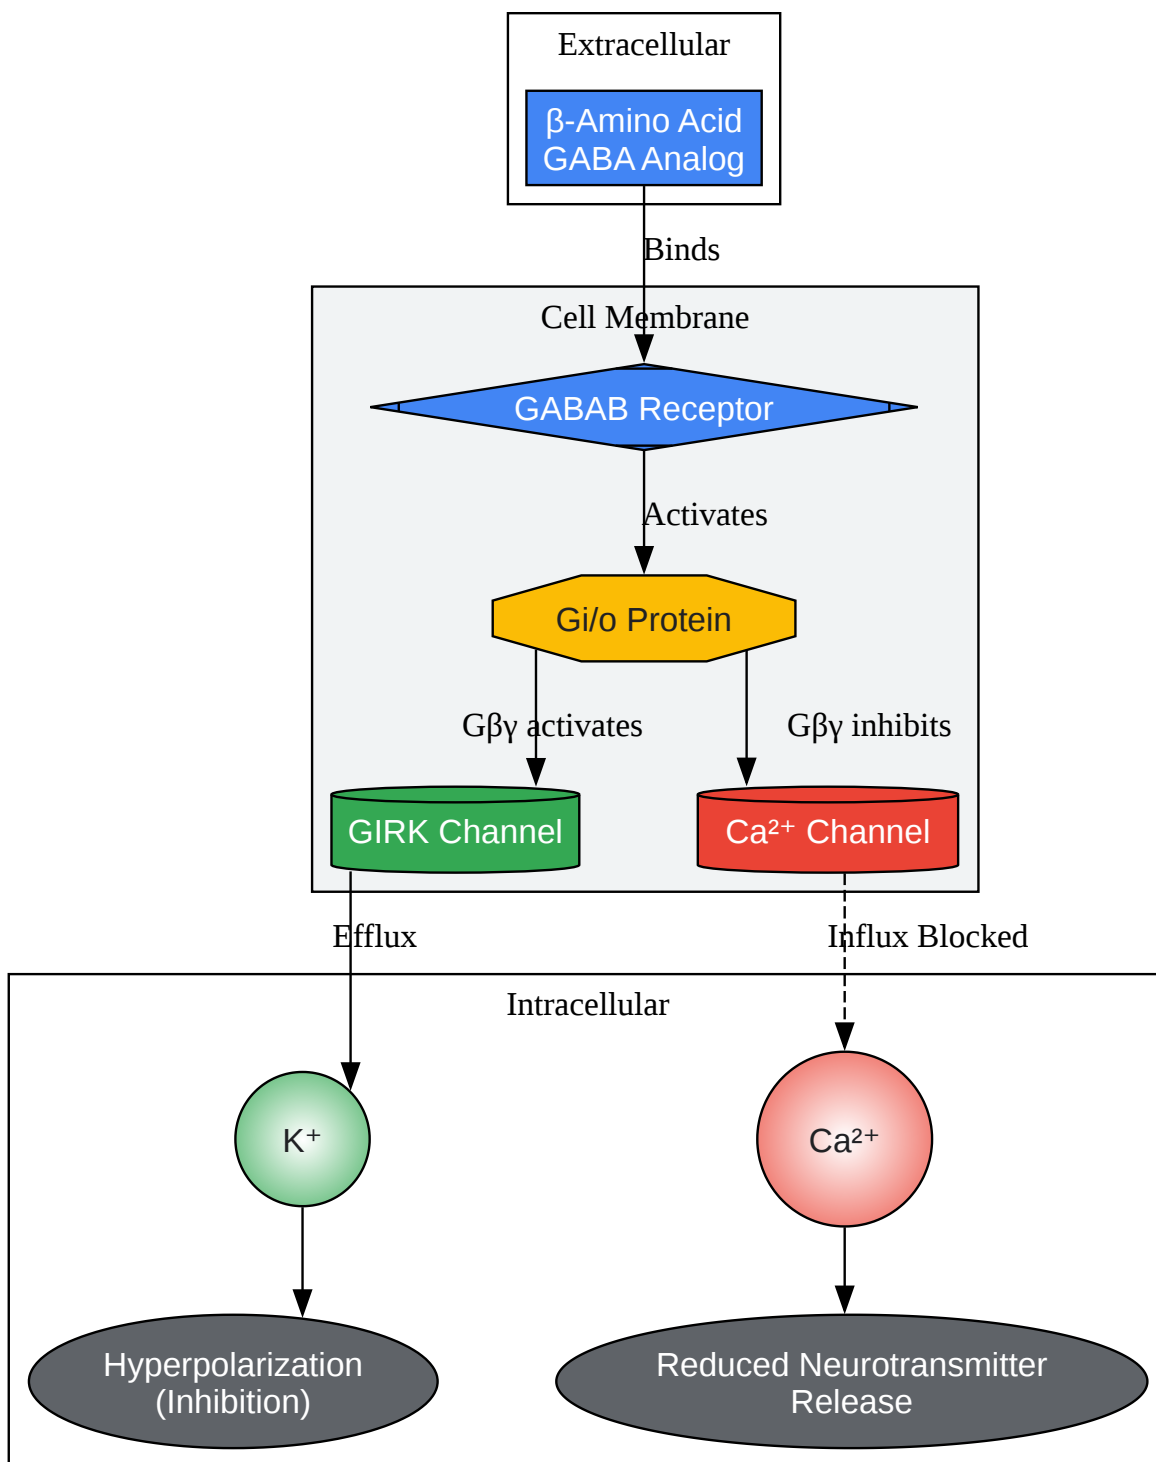 Extracellular
β-Amino Acid
GABA Analog
Binds
Cell Membrane
GABAB Receptor
Activates
Gi/o Protein
Gβγ activates
Gβγ inhibits
GIRK Channel
Ca²⁺ Channel
Efflux
Influx Blocked
Intracellular
K⁺
Ca²⁺
Hyperpolarization
(Inhibition)
Reduced Neurotransmitter
Release